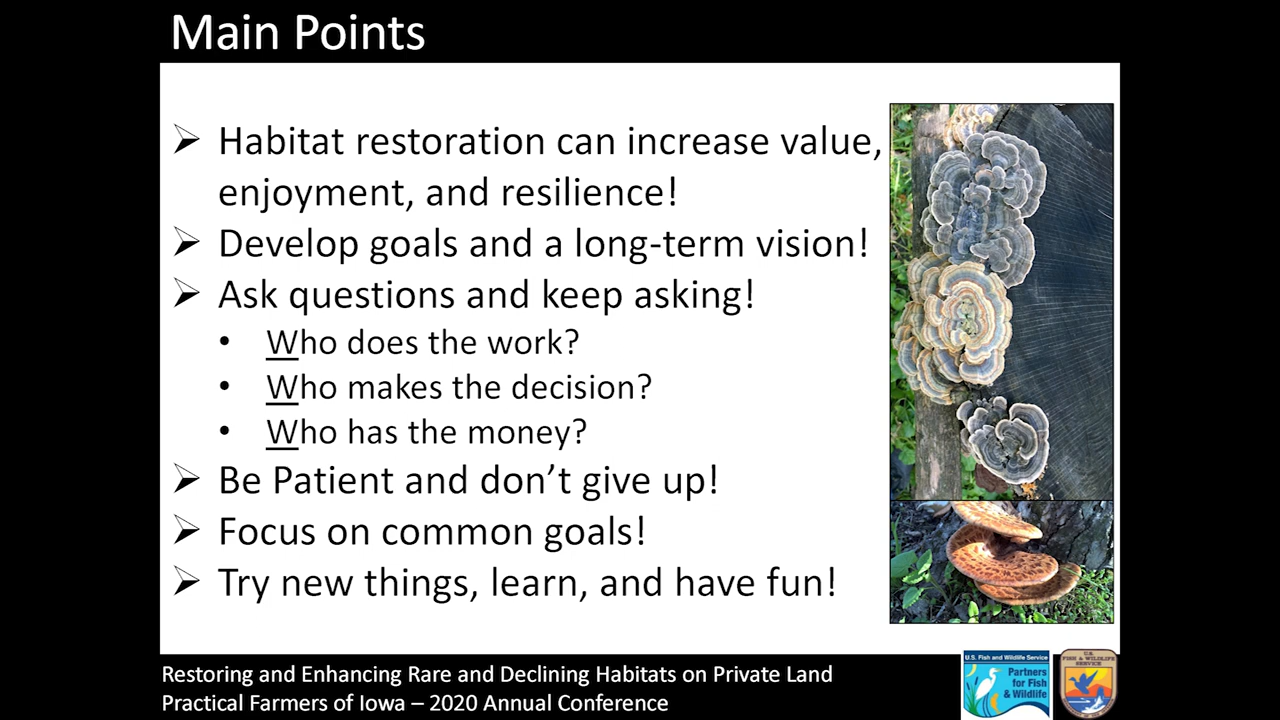 Main Points
Habitat restoration can increase value,
enjoyment, and resilience!
Develop goals and a long-term vision!
Ask questions and keep asking!
Who does the work?
Who makes the decision?
Who has the money?
Be Patient and don’t give up!
Focus on common goals!
Try new things, learn, and have fun!
Restoring and Enhancing Rare and Declining Habitats on Private Land
Practical Farmers of Iowa – 2020 Annual Conference
U.S. Fish and Wildlife Service
Partners
for Fish
& Wildlife
U.S.
FISH & WILDLIFE
SERVICE